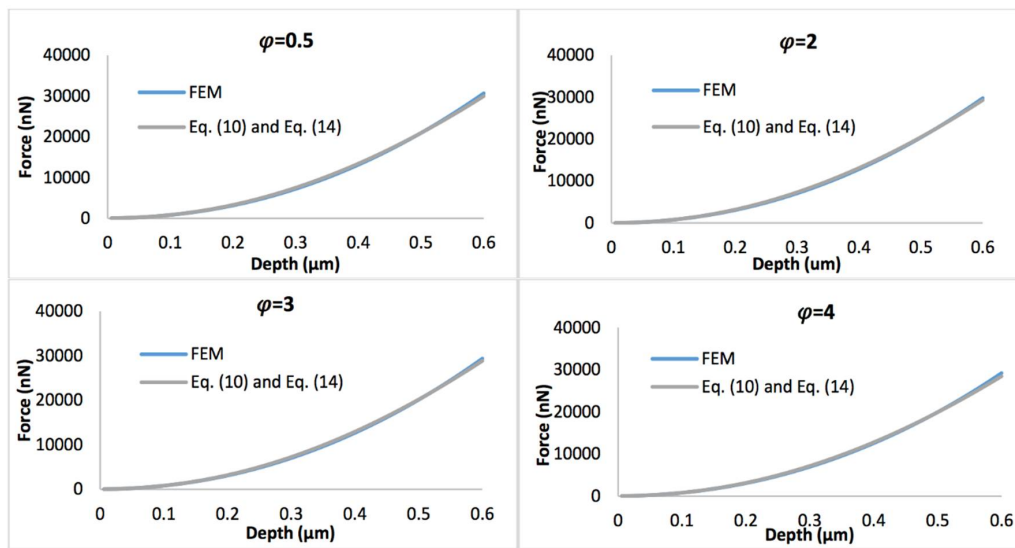 φ=0.5
40000
30000
20000
10000
0
Force (nN)
FEM
Eq. (10) and Eq. (14)
0 0.1 0.2 0.3 0.4 0.5 0.6
Depth (μm)
φ=2
40000
30000
20000
10000
0
Force (nN)
FEM
Eq. (10) and Eq. (14)
0 0.1 0.2 0.3 0.4 0.5 0.6
Depth (um)
φ=3
40000
30000
20000
10000
0
Force (nN)
FEM
Eq. (10) and Eq. (14)
0 0.1 0.2 0.3 0.4 0.5 0.6
Depth (μm)
φ=4
40000
30000
20000
10000
0
Force (nN)
FEM
Eq. (10) and Eq. (14)
0 0.1 0.2 0.3 0.4 0.5 0.6
Depth (μm)